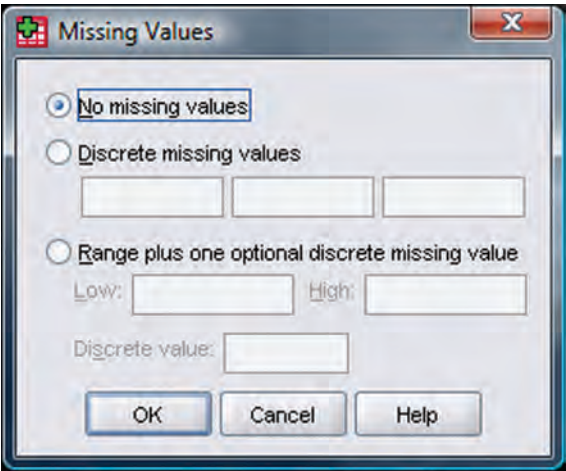 Missing Values
No missing values
Discrete missing values
Range plus one optional discrete missing value
Low: High:
Discrete value:
OK Cancel Help